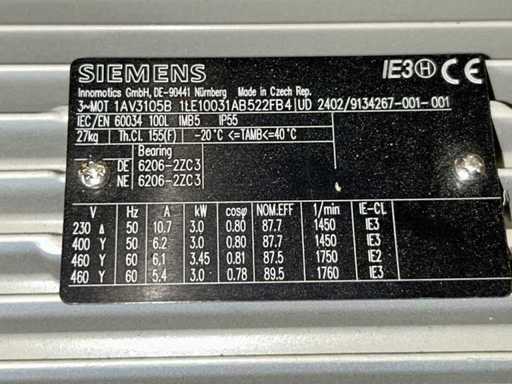 SIEMENS IE3 H CE
Innomotics GmbH, DE-90441 Nürnberg Made in Czech Rep.
3~MOT 1AV3105B 1LE10031AB522FB4 UD 2402/9134267-001-001
IEC/EN 60034 100L IMB5 IP55
27kg Th.CL 155(F) -20°C <=TAMB<=40°C
Bearing
DE 6206-2ZC3
NE 6206-2ZC3
V Hz A kW cosφ NOM.EFF 1/min IE-CL
230 Δ 50 10.7 3.0 0.80 87.7 1450 IE3
400 Y 50 6.2 3.0 0.80 87.7 1450 IE3
460 Y 60 6.1 3.45 0.81 87.5 1750 IE2
460 Y 60 5.4 3.0 0.78 89.5 1760 IE3